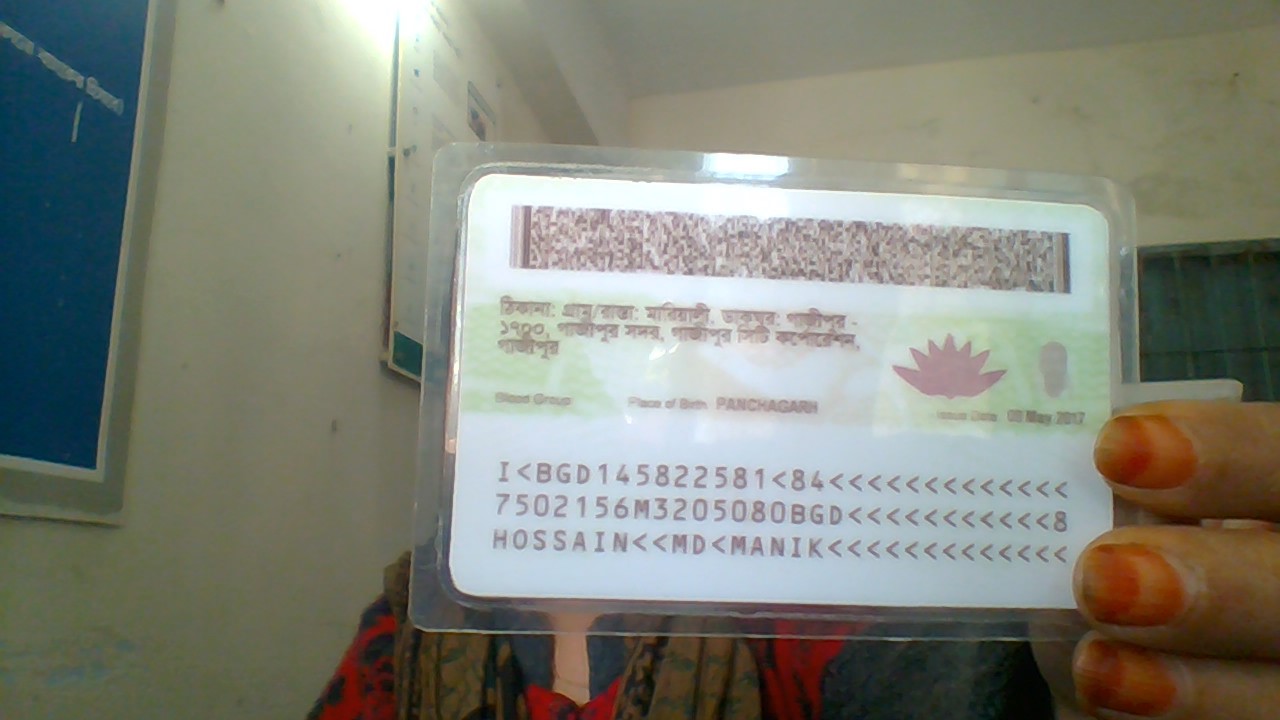 ঠিকানা: গ্রাম/রাস্তা: মারিয়ালী, ডাকঘর: গাজীপুর -
১৭০০, গাজীপুর সদর, গাজীপুর সিটি কর্পোরেশন,
গাজীপুর
Blood Group Place of Birth PANCHAGARH Issue Date 08 May 2017
I<BGD145822581<84<<<<<<<<<<<<<
7502156M3205080BGD<<<<<<<<<<<8
HOSSAIN<<MD<MANIK<<<<<<<<<<<<<